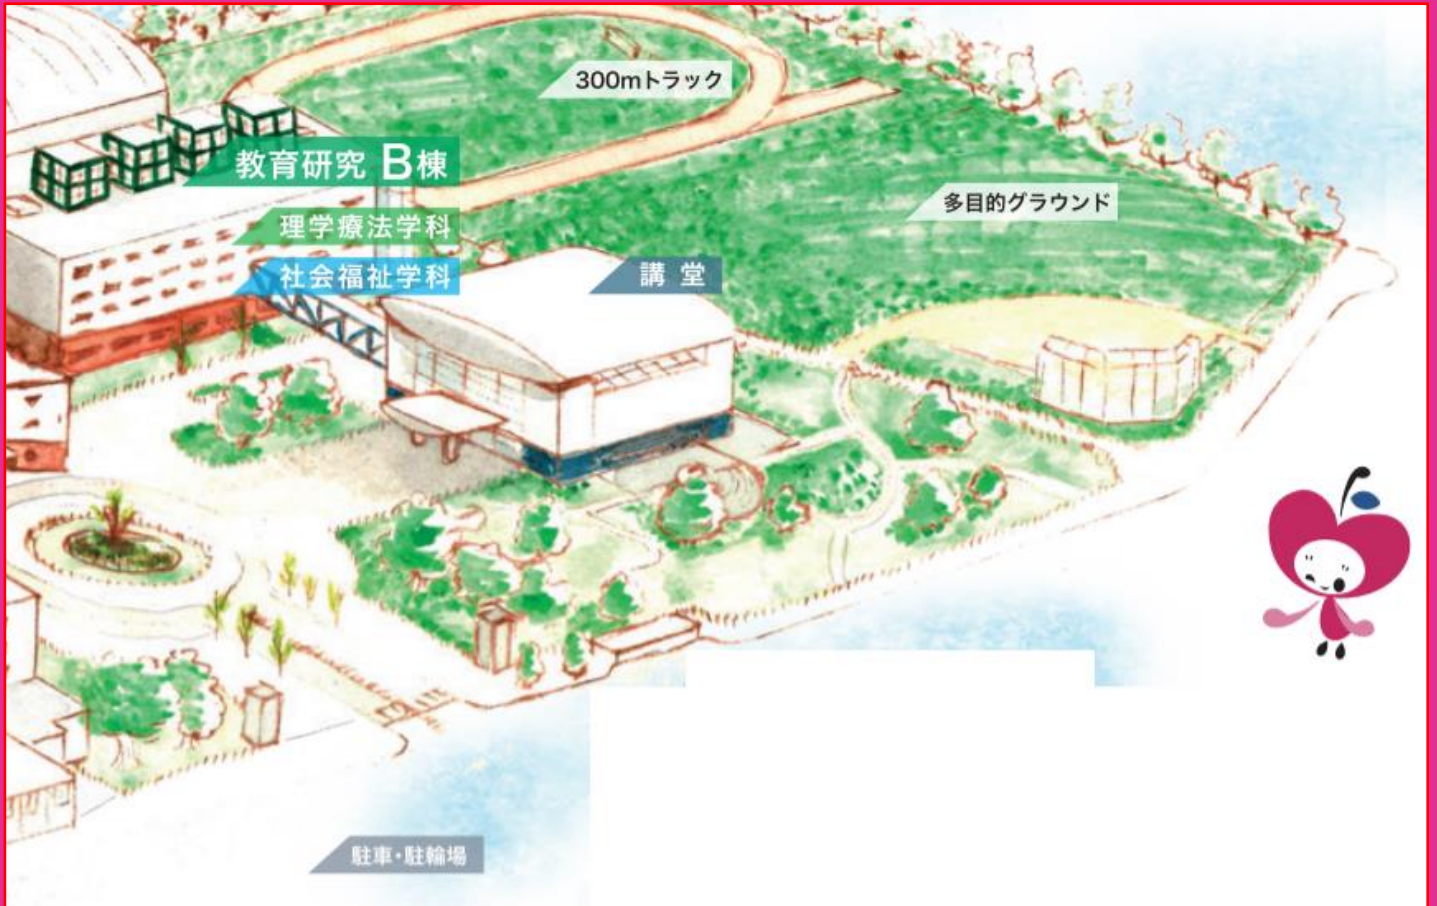 300mトラック
教育研究 B棟
多目的グラウンド
理学療法学科
社会福祉学科
講 堂
駐車・駐輪場